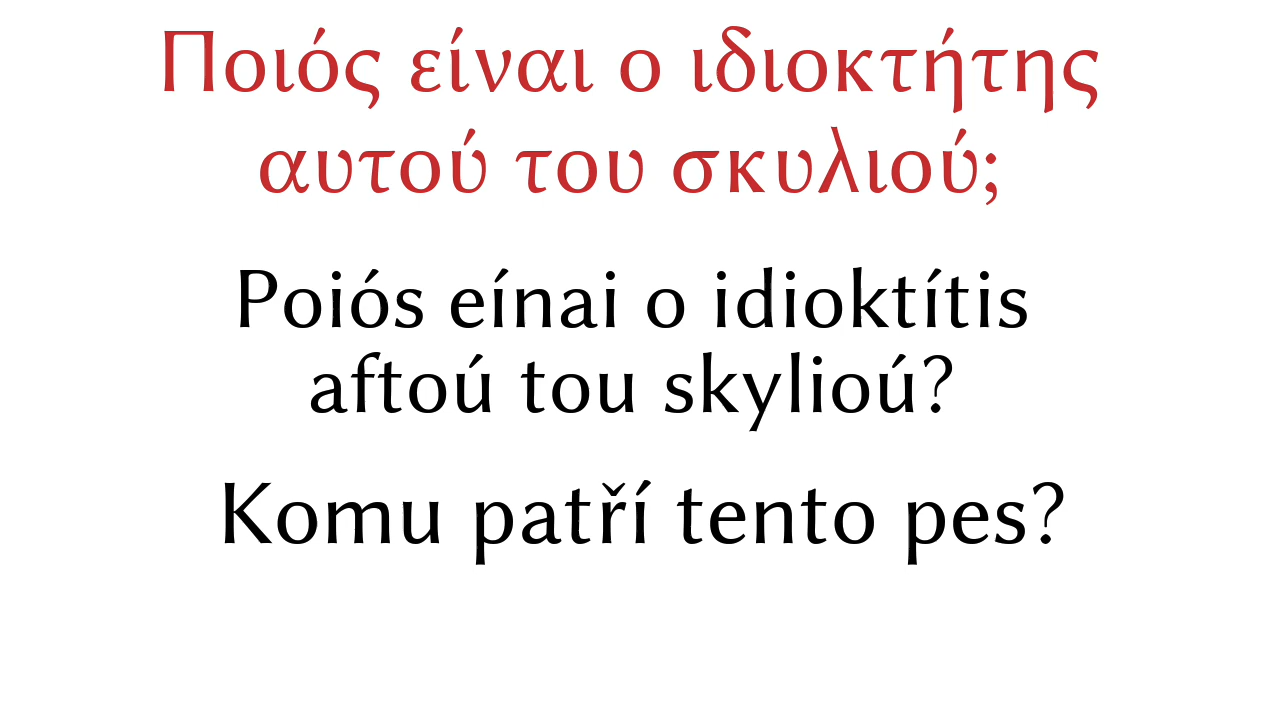 Ποιός είναι ο ιδιοκτήτης
αυτού του σκυλιού;
Poiós eínai o idioktítis
aftoú tou skylioú?
Komu patří tento pes?